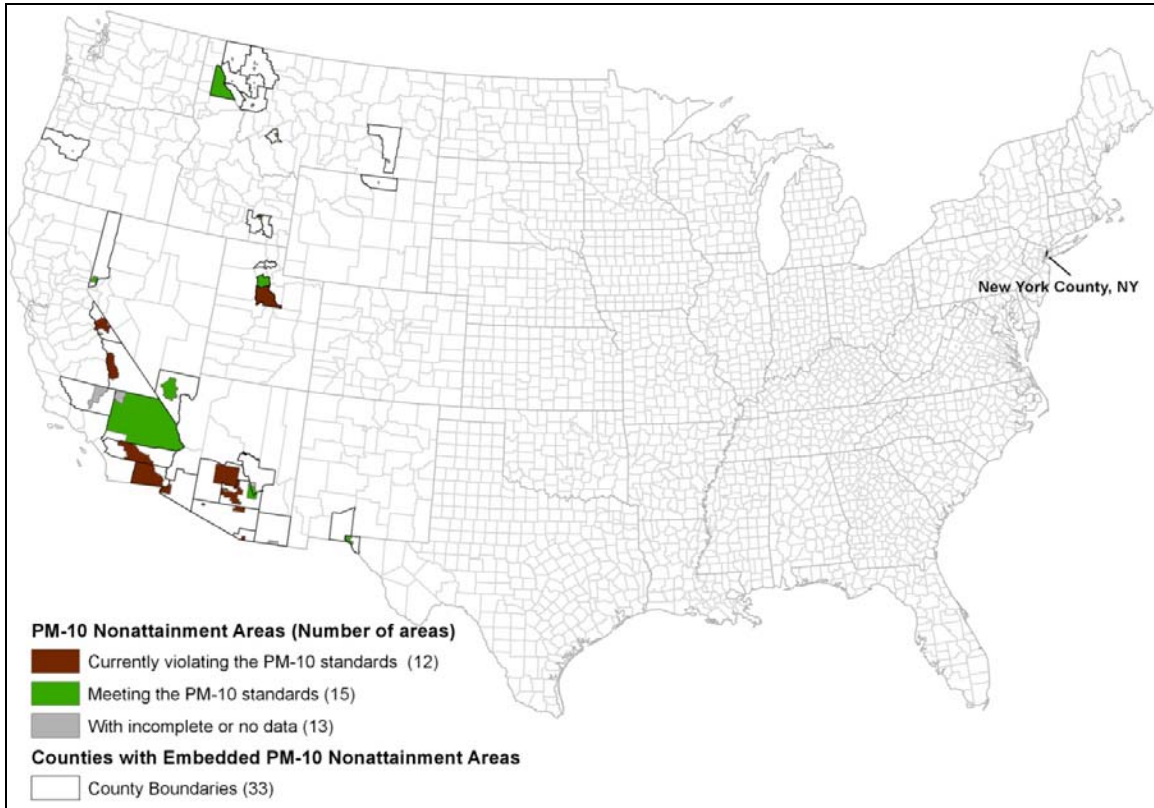 New York County, NY
PM-10 Nonattainment Areas (Number of areas)
Currently violating the PM-10 standards (12)
Meeting the PM-10 standards (15)
With incomplete or no data (13)
Counties with Embedded PM-10 Nonattainment Areas
County Boundaries (33)